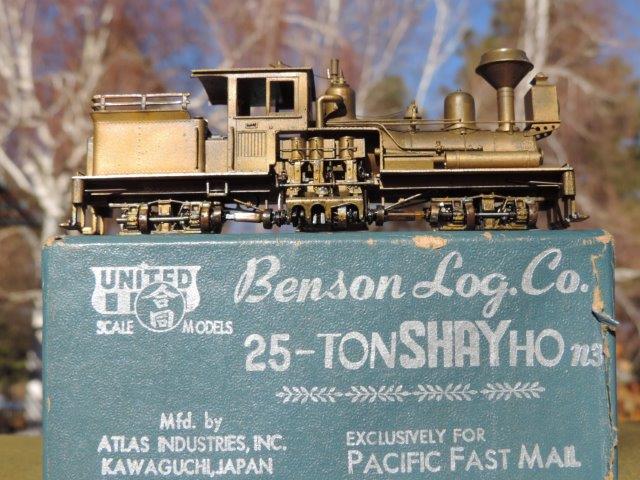 UNITED
合同
SCALE MODELS
Benson Log. Co.
25-TON SHAY HO n3
Mfd. by
ATLAS INDUSTRIES, INC.
KAWAGUCHI, JAPAN
EXCLUSIVELY FOR
PACIFIC FAST MAIL